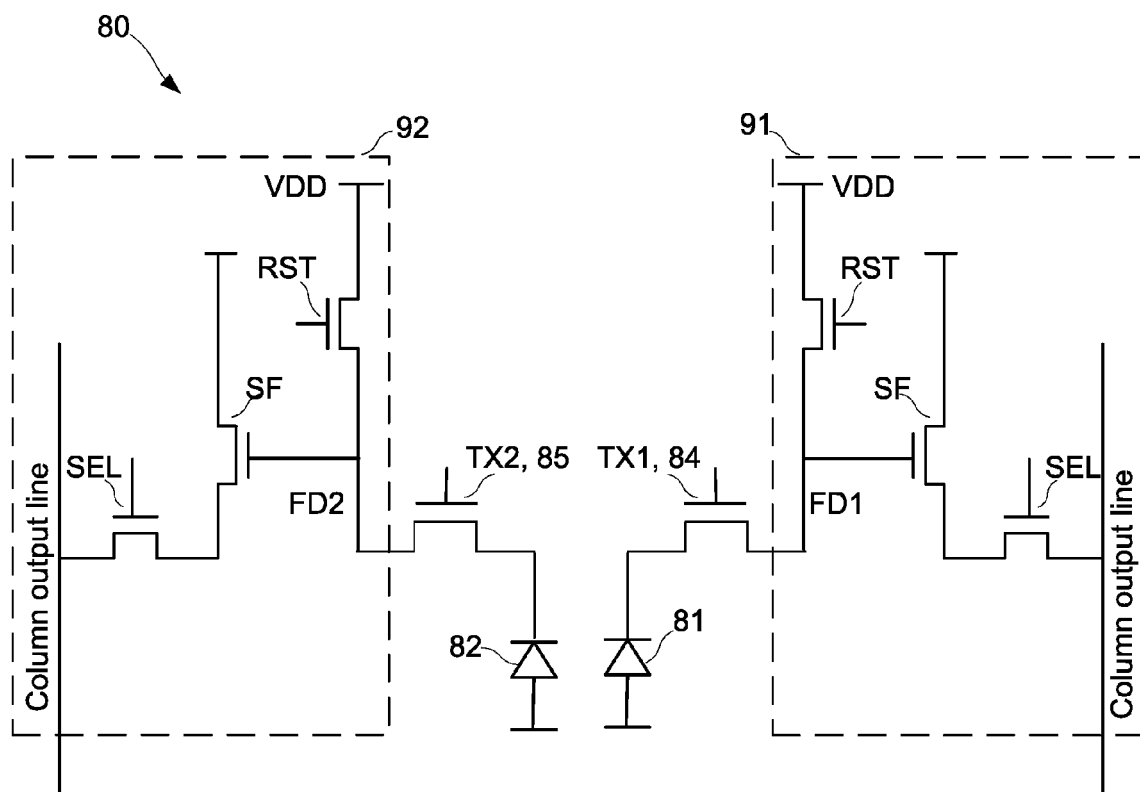 80
92
91
VDD
VDD
RST
RST
SF
SF
SEL
TX2, 85
TX1, 84
SEL
FD2
FD1
82
81
Column output line
Column output line